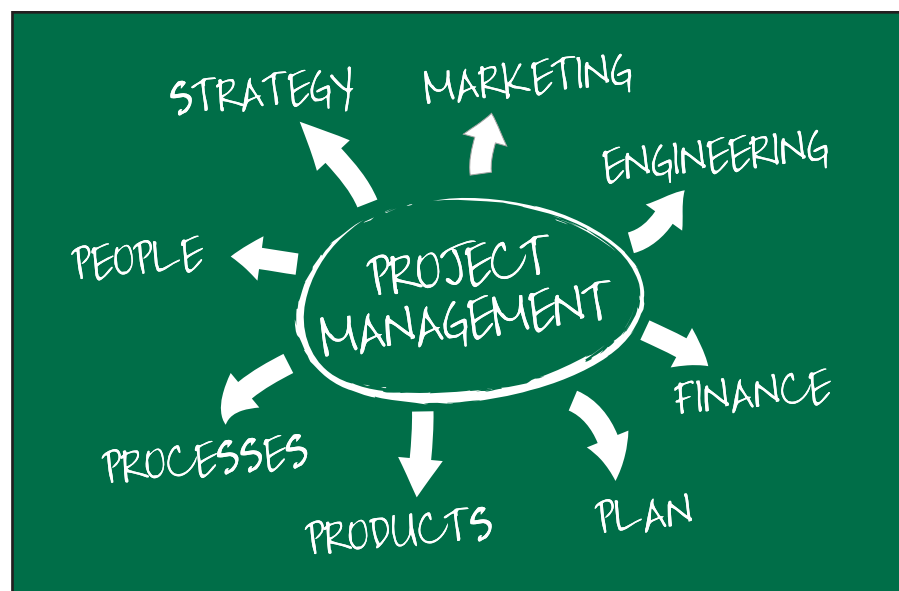 STRATEGY
MARKETING
ENGINEERING
PEOPLE
PROJECT
MANAGEMENT
FINANCE
PROCESSES
PRODUCTS
PLAN